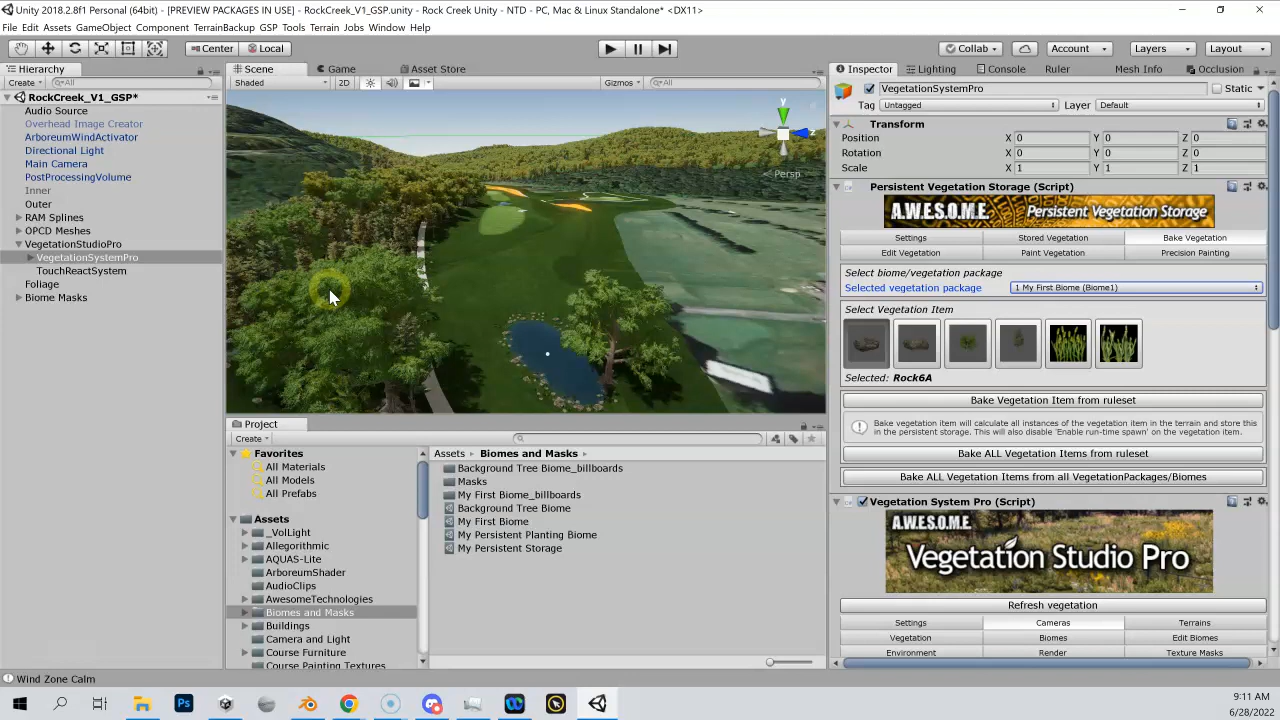 Unity 2018.2.8f1 Personal (64bit) - [PREVIEW PACKAGES IN USE] - RockCreek_V1_GSP.unity - Rock Creek Unity - NTD - PC, Mac & Linux Standalone* <DX11>
File Edit Assets GameObject Component TerrainBackup GSP Tools Terrain Jobs Window Help
Center Local Collab Account Layers Layout
Hierarchy Scene Game Asset Store Inspector Lighting Console Ruler Mesh Info Occlusion
Create All Shaded 2D Gizmos All VegetationSystemPro Static
RockCreek_V1_GSP*
Tag Untagged Layer Default
Audio Source
Overhead Image Creator
Transform
ArboreumWindActivator
Position X 0 Y 0 Z 0
Directional Light
Rotation X 0 Y 0 Z 0
Main Camera
Scale X 1 Y 1 Z 1
PostProcessingVolume
y
z
Persp
Inner
Persistent Vegetation Storage (Script)
Outer
A.W.E.S.O.M.E. Persistent Vegetation Storage
RAM Splines
OPCD Meshes
Settings Stored Vegetation Bake Vegetation
VegetationStudioPro
Edit Vegetation Paint Vegetation Precision Painting
VegetationSystemPro
TouchReactSystem
Select biome/vegetation package
Foliage
Selected vegetation package 1 My First Biome (Biome1)
Biome Masks
Select Vegetation Item
Selected: Rock6A
Bake Vegetation Item from ruleset
Bake vegetation item will calculate all instances of the vegetation item in the terrain and store this
in the persistent storage. This will also disable 'Enable run-time spawn' on the vegetation item.
Bake ALL Vegetation Items from ruleset
Bake ALL Vegetation Items from all VegetationPackages/Biomes
Vegetation System Pro (Script)
A.W.E.S.O.M.E.
Vegetation Studio Pro
Refresh vegetation
Settings Cameras Terrains
Vegetation Biomes Edit Biomes
Environment Render Texture Masks
Project
Create
Favorites
All Materials
All Models
All Prefabs
Assets
_VolLight
Allegorithmic
AQUAS-Lite
ArboreumShader
AudioClips
AwesomeTechnologies
Biomes and Masks
Buildings
Camera and Light
Course Furniture
Course Painting Textures
Assets Biomes and Masks
Background Tree Biome_billboards
Masks
My First Biome_billboards
Background Tree Biome
My First Biome
My Persistent Planting Biome
My Persistent Storage
Wind Zone Calm
Ps
9:11 AM
6/28/2022